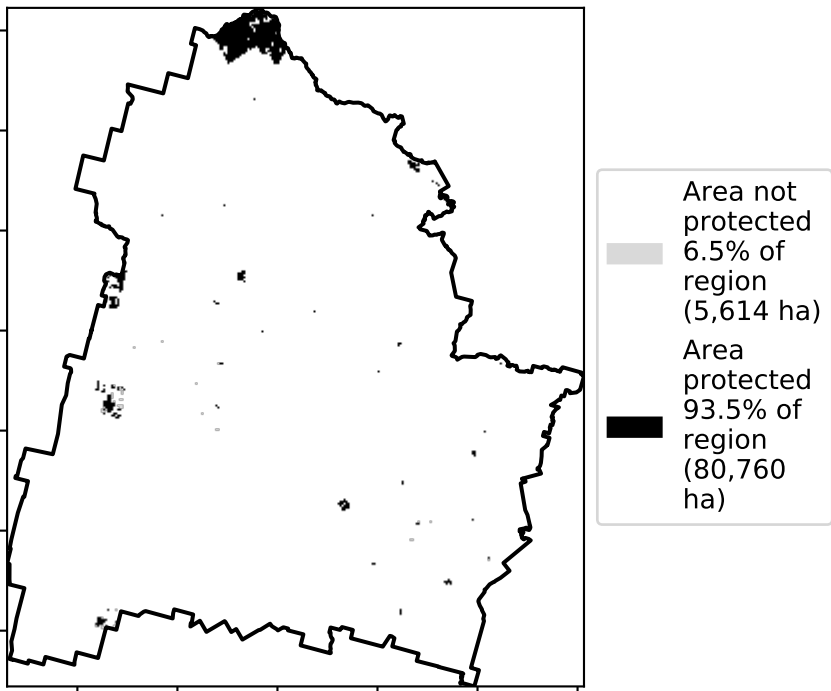 Area not
protected
6.5% of
region
(5,614 ha)
Area
protected
93.5% of
region
(80,760
ha)